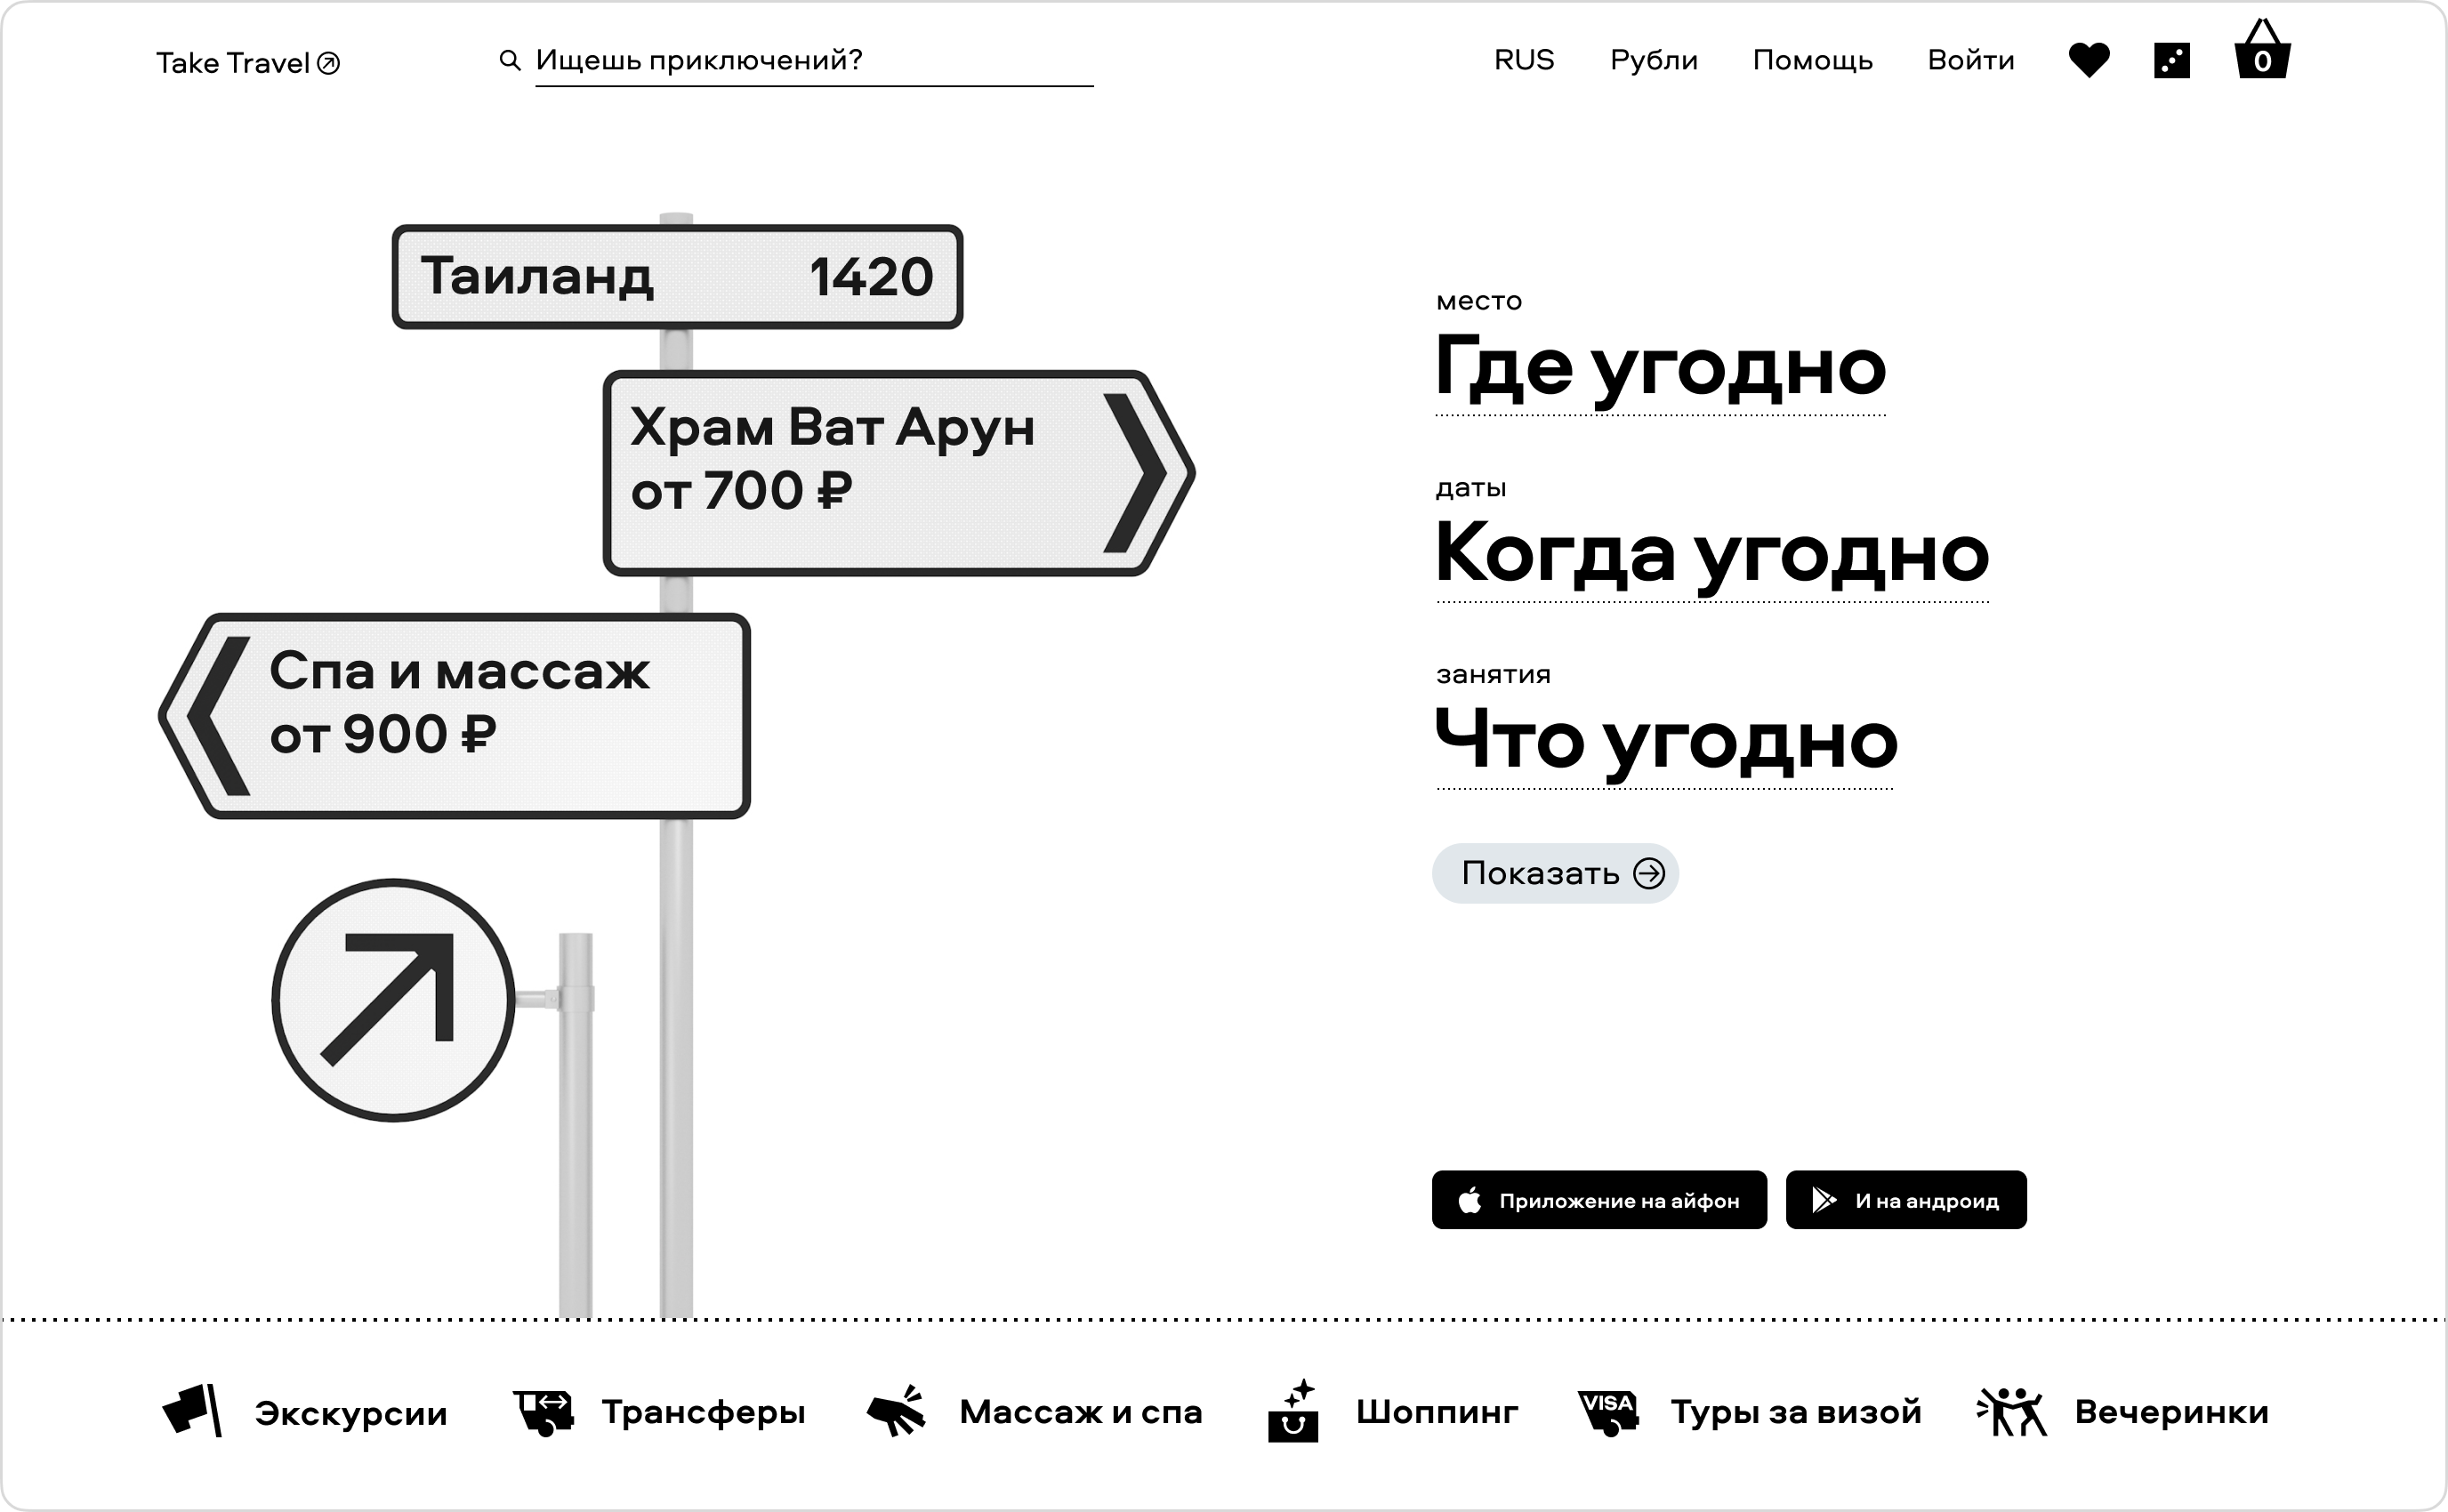 Take Travel
Ищешь приключений?
RUS
Рубли
Помощь
Войти
0
Таиланд 1420
Храм Ват Арун
от 700 ₽
Спа и массаж
от 900 ₽
место
Где угодно
даты
Когда угодно
занятия
Что угодно
Показать
Приложение на айфон
И на андроид
Экскурсии
Трансферы
Массаж и спа
Шоппинг
VISA
Туры за визой
Вечеринки